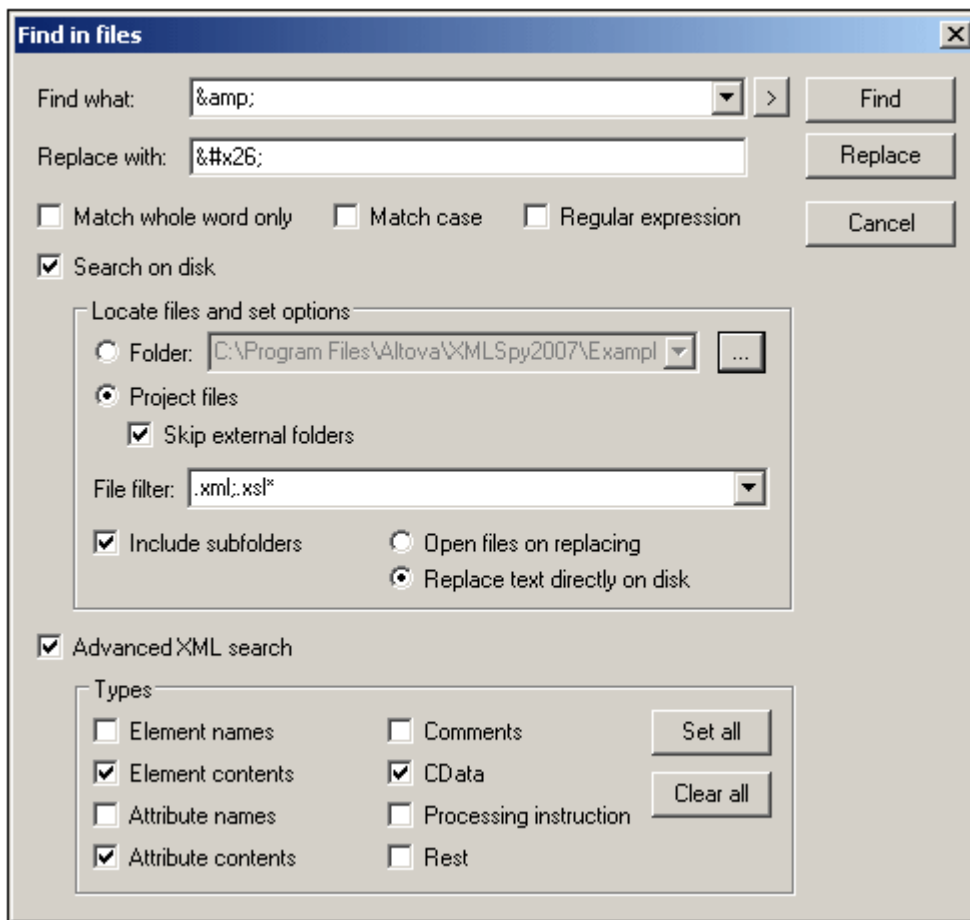 Find in files
Find what: &amp; > Find
Replace with: &#x26; Replace
Match whole word only Match case Regular expression Cancel
Search on disk
Locate files and set options
Folder: C:\Program Files\Altova\XMLSpy2007\Exampl ...
Project files
Skip external folders
File filter: .xml;.xsl*
Include subfolders Open files on replacing
Replace text directly on disk
Advanced XML search
Types
Element names Comments Set all
Element contents CData
Clear all
Attribute names Processing instruction
Attribute contents Rest